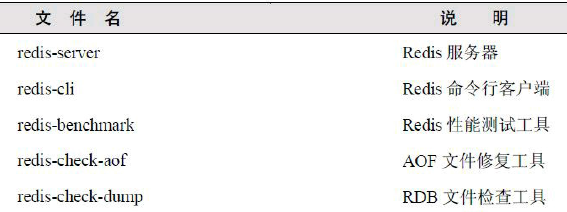 文 件 名 说 明
redis-server Redis 服务器
redis-cli Redis 命令行客户端
redis-benchmark Redis 性能测试工具
redis-check-aof AOF 文件修复工具
redis-check-dump RDB 文件检查工具